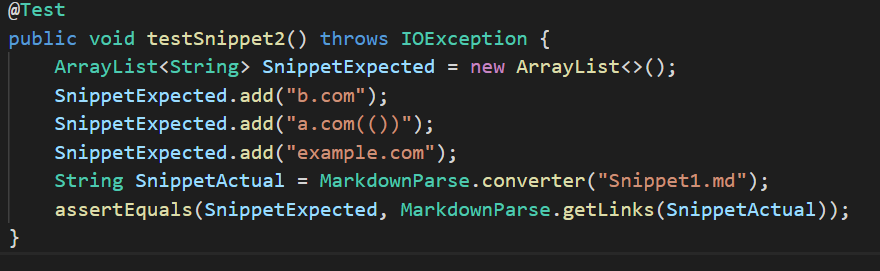 @Test
public void testSnippet2() throws IOException {
    ArrayList<String> SnippetExpected = new ArrayList<>();
    SnippetExpected.add("b.com");
    SnippetExpected.add("a.com(())");
    SnippetExpected.add("example.com");
    String SnippetActual = MarkdownParse.converter("Snippet1.md");
    assertEquals(SnippetExpected, MarkdownParse.getLinks(SnippetActual));
}